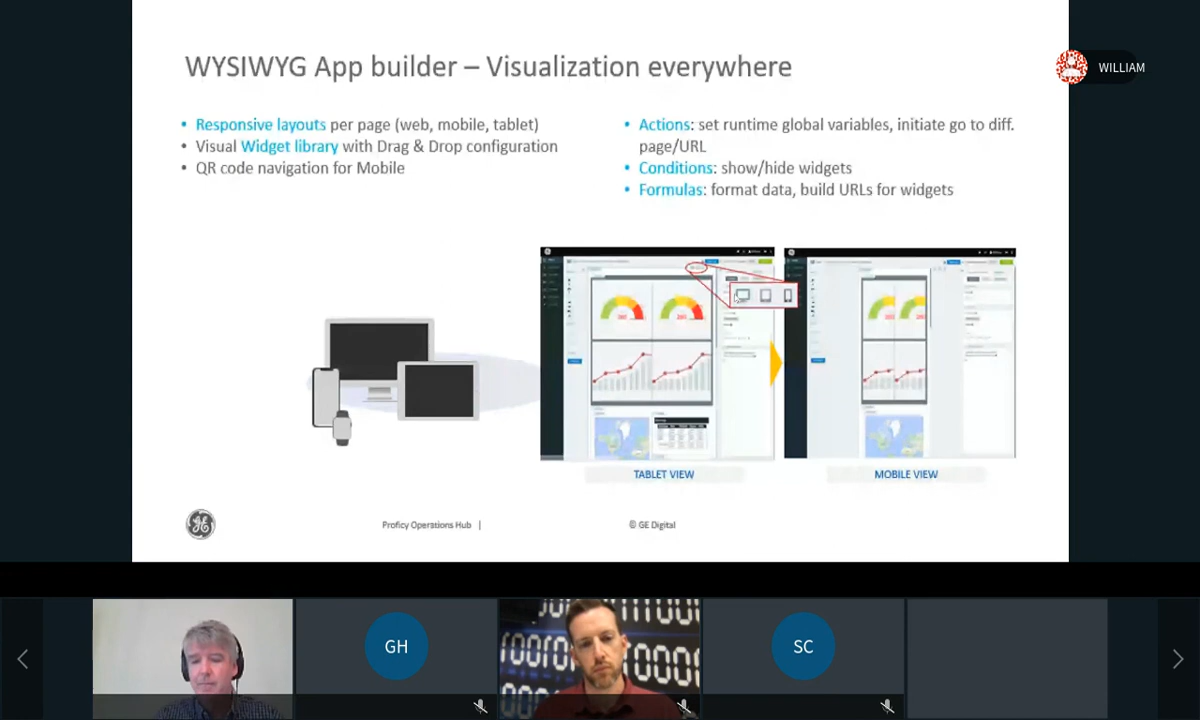 WYSIWYG App builder – Visualization everywhere
WILLIAM
• Responsive layouts per page (web, mobile, tablet)
• Visual Widget library with Drag & Drop configuration
• QR code navigation for Mobile
• Actions: set runtime global variables, initiate go to diff.
page/URL
• Conditions: show/hide widgets
• Formulas: format data, build URLs for widgets
TABLET VIEW
MOBILE VIEW
Proficy Operations Hub |
© GE Digital
GH
SC